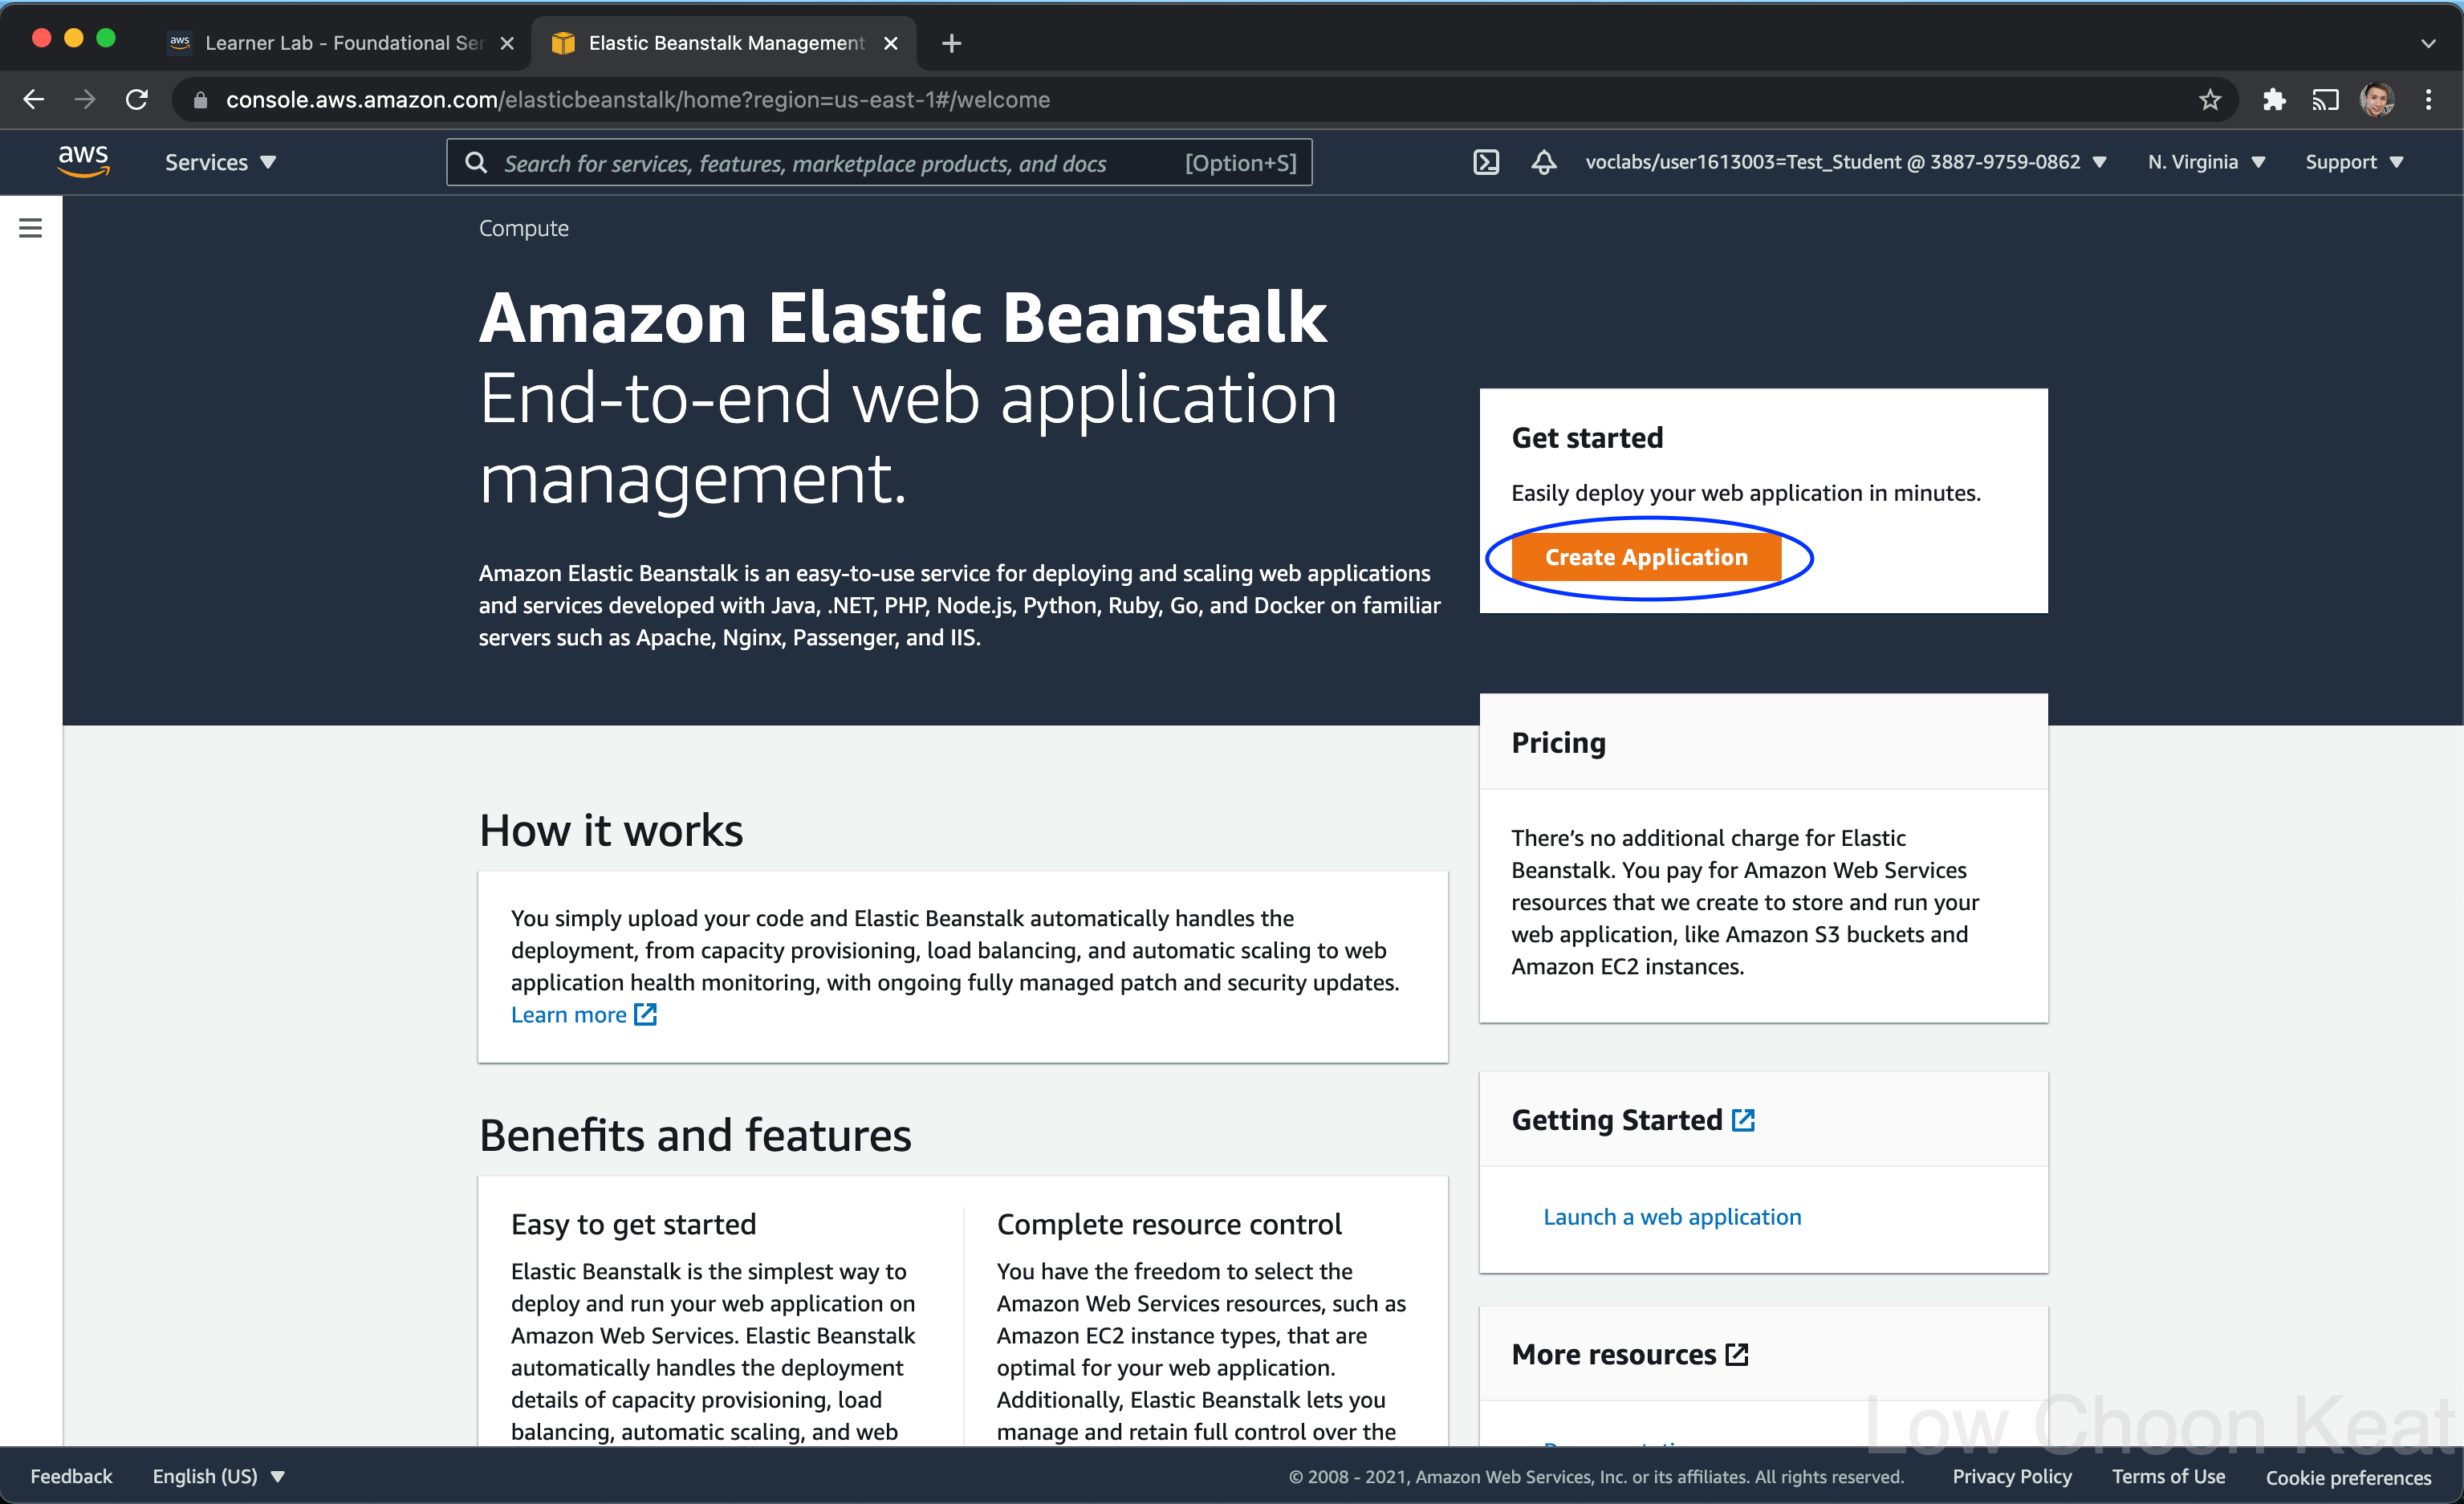 aws Learner Lab - Foundational Ser
Elastic Beanstalk Management
console.aws.amazon.com/elasticbeanstalk/home?region=us-east-1#/welcome
aws
Services
Search for services, features, marketplace products, and docs [Option+S]
voclabs/user1613003=Test_Student @ 3887-9759-0862
N. Virginia
Support
Compute
Amazon Elastic Beanstalk
End-to-end web application
management.
Amazon Elastic Beanstalk is an easy-to-use service for deploying and scaling web applications
and services developed with Java, .NET, PHP, Node.js, Python, Ruby, Go, and Docker on familiar
servers such as Apache, Nginx, Passenger, and IIS.
Get started
Easily deploy your web application in minutes.
Create Application
Pricing
There’s no additional charge for Elastic
Beanstalk. You pay for Amazon Web Services
resources that we create to store and run your
web application, like Amazon S3 buckets and
Amazon EC2 instances.
How it works
You simply upload your code and Elastic Beanstalk automatically handles the
deployment, from capacity provisioning, load balancing, and automatic scaling to web
application health monitoring, with ongoing fully managed patch and security updates.
Learn more
Getting Started
Launch a web application
Benefits and features
Easy to get started
Elastic Beanstalk is the simplest way to
deploy and run your web application on
Amazon Web Services. Elastic Beanstalk
automatically handles the deployment
details of capacity provisioning, load
balancing, automatic scaling, and web
Complete resource control
You have the freedom to select the
Amazon Web Services resources, such as
Amazon EC2 instance types, that are
optimal for your web application.
Additionally, Elastic Beanstalk lets you
manage and retain full control over the
More resources
Low Choon Keat
Feedback
English (US)
© 2008 - 2021, Amazon Web Services, Inc. or its affiliates. All rights reserved.
Privacy Policy
Terms of Use
Cookie preferences